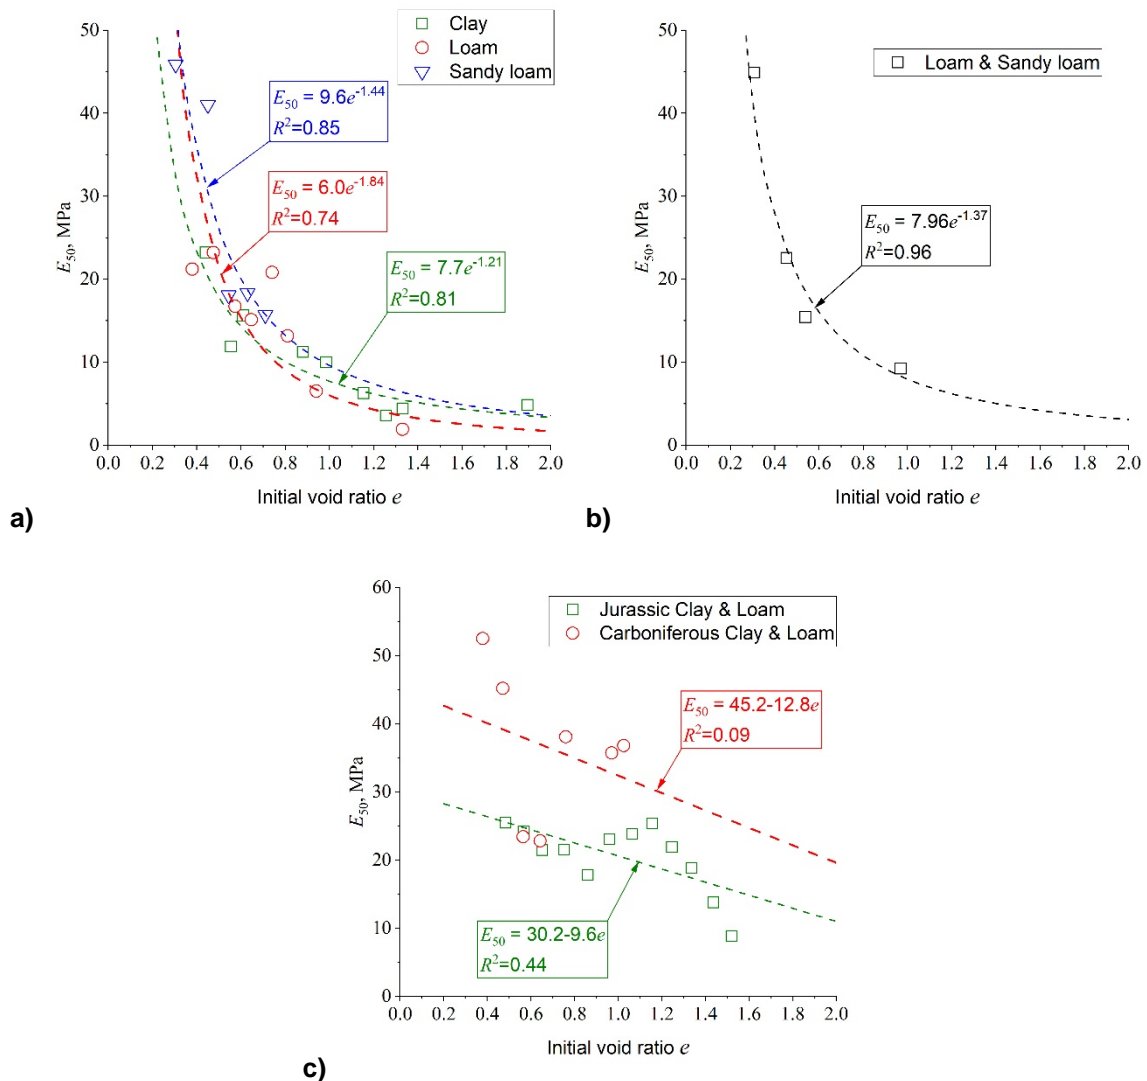 a)
50
40
30
20
10
0
E50, MPa
Clay
Loam
Sandy loam
E50 = 9.6e-1.44
R2=0.85
E50 = 6.0e-1.84
R2=0.74
E50 = 7.7e-1.21
R2=0.81
0.0 0.2 0.4 0.6 0.8 1.0 1.2 1.4 1.6 1.8 2.0
Initial void ratio e
b)
50
40
30
20
10
0
E50, MPa
Loam & Sandy loam
E50 = 7.96e-1.37
R2=0.96
0.0 0.2 0.4 0.6 0.8 1.0 1.2 1.4 1.6 1.8 2.0
Initial void ratio e
c)
60
50
40
30
20
10
0
E50, MPa
Jurassic Clay & Loam
Carboniferous Clay & Loam
E50 = 45.2-12.8e
R2=0.09
E50 = 30.2-9.6e
R2=0.44
0.0 0.2 0.4 0.6 0.8 1.0 1.2 1.4 1.6 1.8 2.0
Initial void ratio e